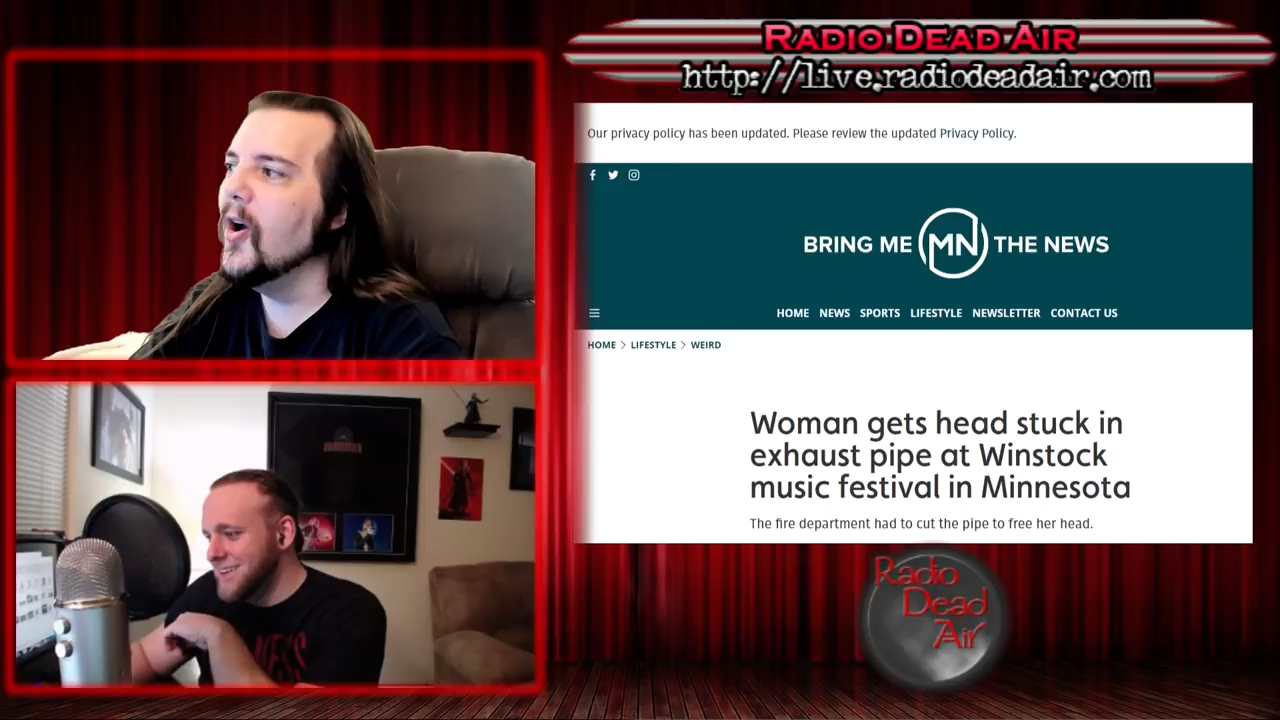 RADIO DEAD AIR
http://live.radiodeadair.com
Our privacy policy has been updated. Please review the updated Privacy Policy.
BRING ME MN THE NEWS
HOME NEWS SPORTS LIFESTYLE NEWSLETTER CONTACT US
HOME > LIFESTYLE > WEIRD
Woman gets head stuck in
exhaust pipe at Winstock
music festival in Minnesota
The fire department had to cut the pipe to free her head.
Radio
Dead
Air